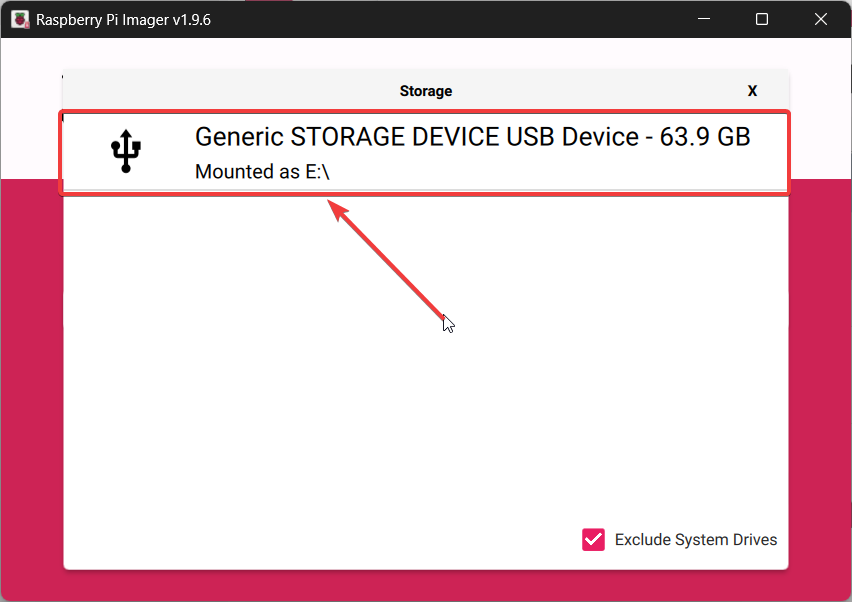 Raspberry Pi Imager v1.9.6
Storage
X
Generic STORAGE DEVICE USB Device - 63.9 GB
Mounted as E:\
Exclude System Drives